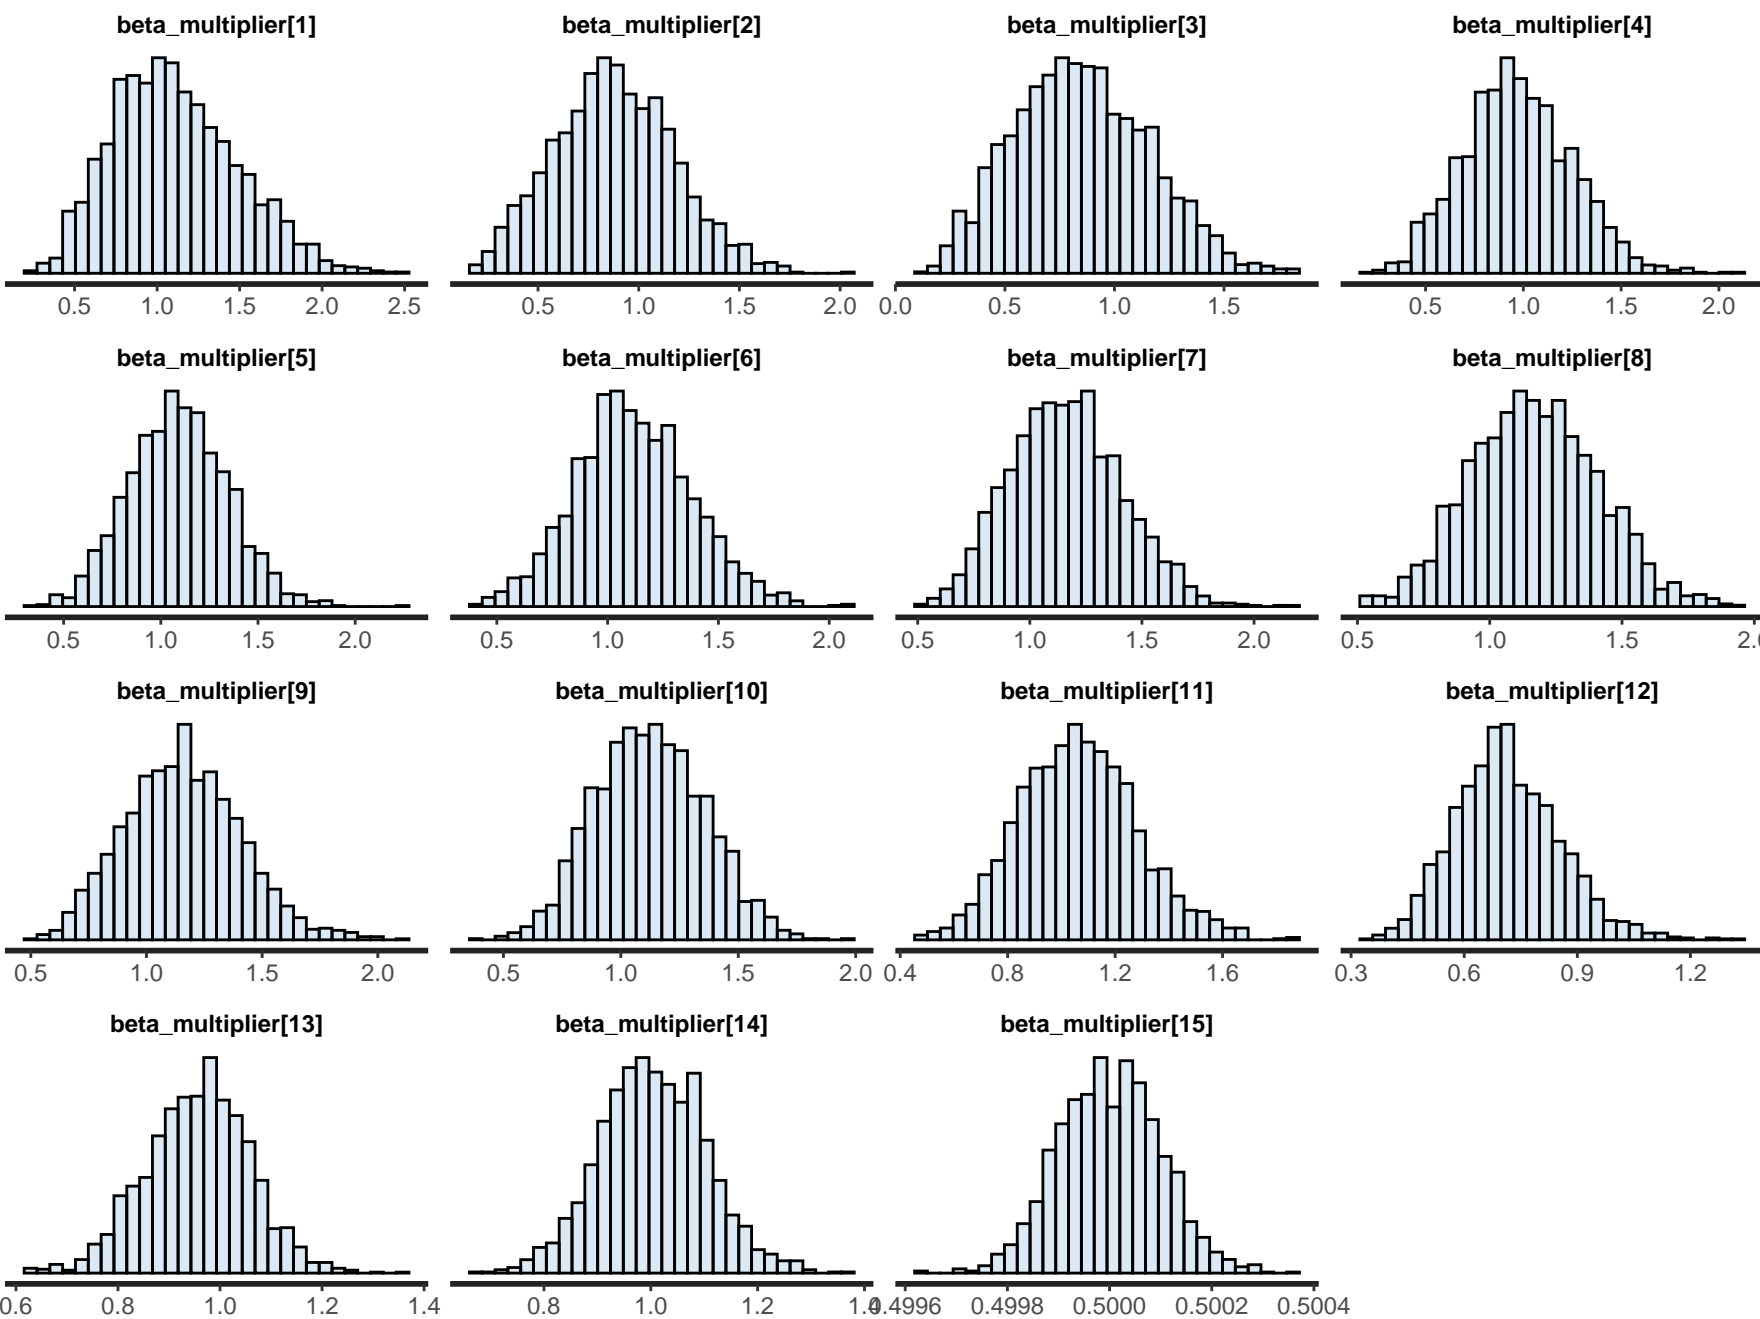 beta_multiplier[1] beta_multiplier[2] beta_multiplier[3] beta_multiplier[4]
0.5 1.0 1.5 2.0 2.5 0.5 1.0 1.5 2.0 0.0 0.5 1.0 1.5 0.5 1.0 1.5 2.0
beta_multiplier[5] beta_multiplier[6] beta_multiplier[7] beta_multiplier[8]
0.5 1.0 1.5 2.0 0.5 1.0 1.5 2.0 0.5 1.0 1.5 2.0 0.5 1.0 1.5 2.0
beta_multiplier[9] beta_multiplier[10] beta_multiplier[11] beta_multiplier[12]
0.5 1.0 1.5 2.0 0.5 1.0 1.5 2.0 0.4 0.8 1.2 1.6 0.3 0.6 0.9 1.2
beta_multiplier[13] beta_multiplier[14] beta_multiplier[15]
0.6 0.8 1.0 1.2 1.4 0.8 1.0 1.2 1.4 0.4996 0.4998 0.5000 0.5002 0.5004